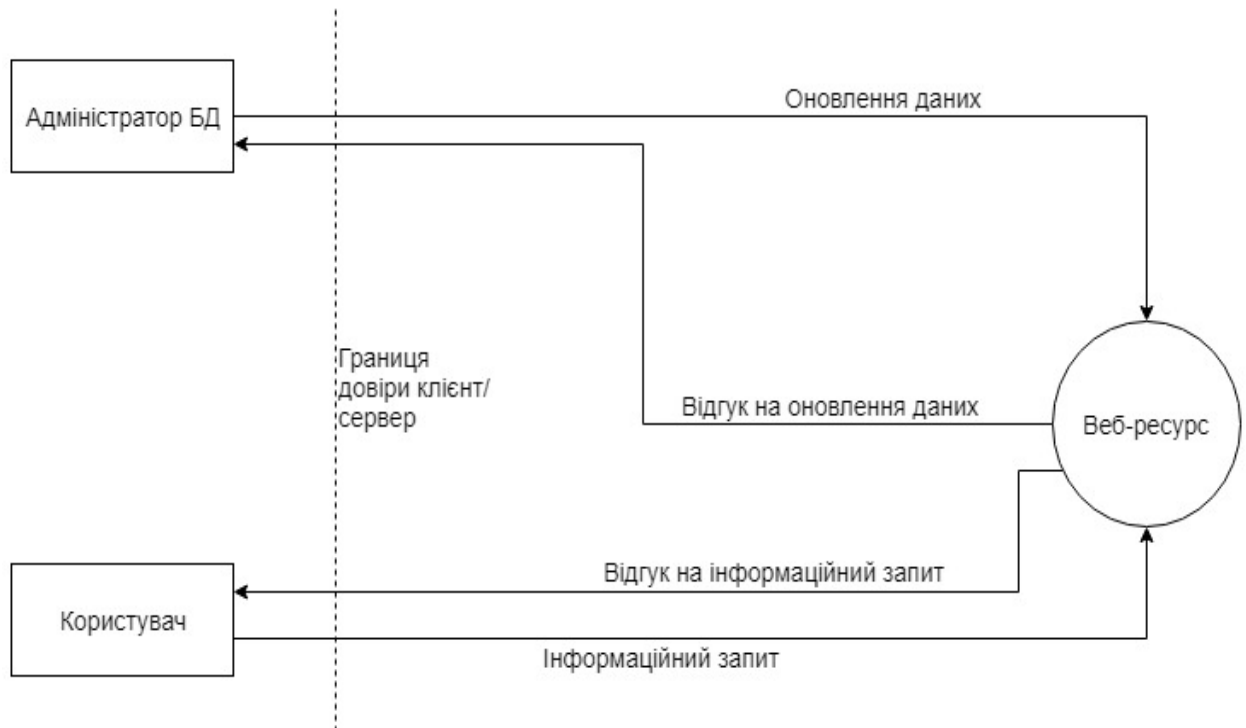 Адміністратор БД
Оновлення даних
Границя
довіри клієнт/
сервер
Відгук на оновлення даних
Веб-ресурс
Відгук на інформаційний запит
Користувач
Інформаційний запит